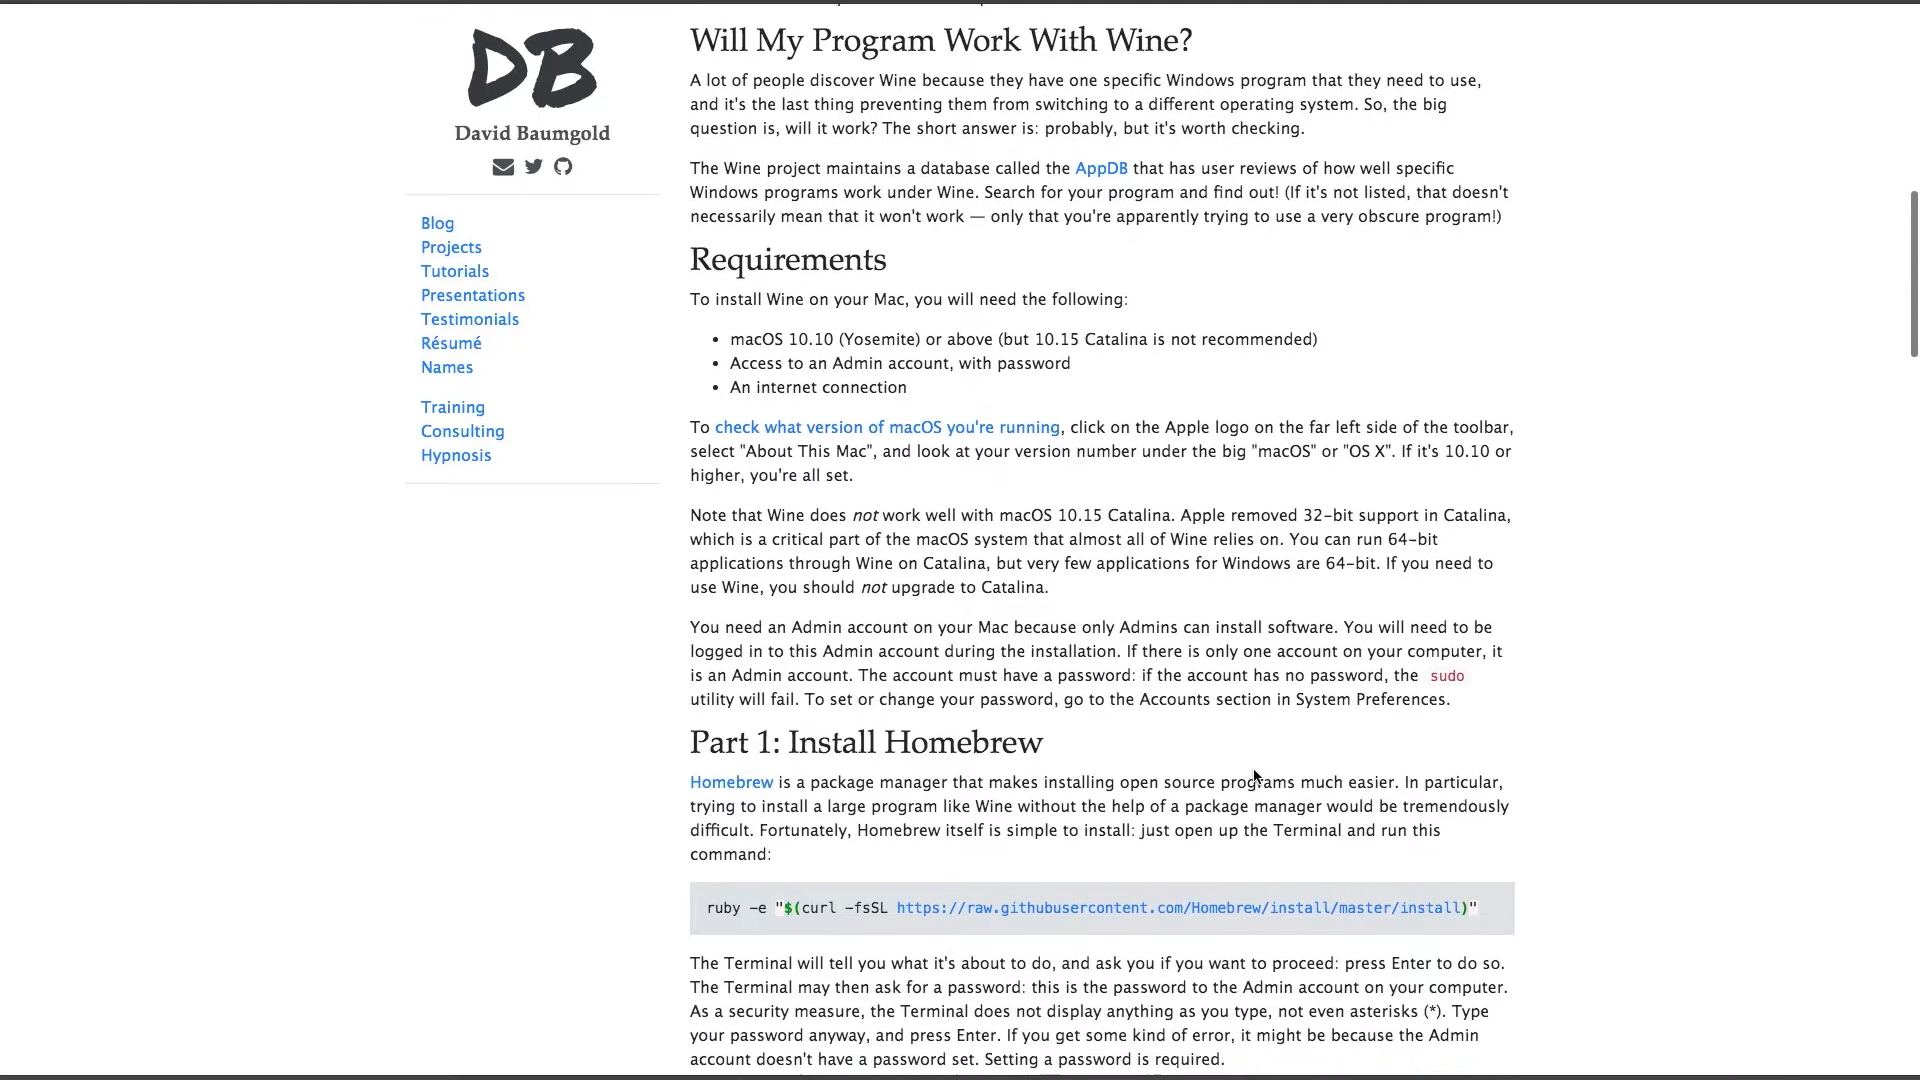 DB
David Baumgold
Blog
Projects
Tutorials
Presentations
Testimonials
Résumé
Names
Training
Consulting
Hypnosis
Will My Program Work With Wine?
A lot of people discover Wine because they have one specific Windows program that they need to use,
and it's the last thing preventing them from switching to a different operating system. So, the big
question is, will it work? The short answer is: probably, but it's worth checking.
The Wine project maintains a database called the AppDB that has user reviews of how well specific
Windows programs work under Wine. Search for your program and find out! (If it's not listed, that doesn't
necessarily mean that it won't work — only that you're apparently trying to use a very obscure program!)
Requirements
To install Wine on your Mac, you will need the following:
• macOS 10.10 (Yosemite) or above (but 10.15 Catalina is not recommended)
• Access to an Admin account, with password
• An internet connection
To check what version of macOS you're running, click on the Apple logo on the far left side of the toolbar,
select "About This Mac", and look at your version number under the big "macOS" or "OS X". If it's 10.10 or
higher, you're all set.
Note that Wine does not work well with macOS 10.15 Catalina. Apple removed 32-bit support in Catalina,
which is a critical part of the macOS system that almost all of Wine relies on. You can run 64-bit
applications through Wine on Catalina, but very few applications for Windows are 64-bit. If you need to
use Wine, you should not upgrade to Catalina.
You need an Admin account on your Mac because only Admins can install software. You will need to be
logged in to this Admin account during the installation. If there is only one account on your computer, it
is an Admin account. The account must have a password: if the account has no password, the sudo
utility will fail. To set or change your password, go to the Accounts section in System Preferences.
Part 1: Install Homebrew
Homebrew is a package manager that makes installing open source programs much easier. In particular,
trying to install a large program like Wine without the help of a package manager would be tremendously
difficult. Fortunately, Homebrew itself is simple to install: just open up the Terminal and run this
command:
ruby -e "$(curl -fsSL https://raw.githubusercontent.com/Homebrew/install/master/install)"
The Terminal will tell you what it's about to do, and ask you if you want to proceed: press Enter to do so.
The Terminal may then ask for a password: this is the password to the Admin account on your computer.
As a security measure, the Terminal does not display anything as you type, not even asterisks (*). Type
your password anyway, and press Enter. If you get some kind of error, it might be because the Admin
account doesn't have a password set. Setting a password is required.